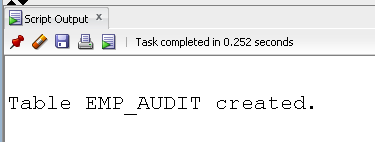 Script Output x
Task completed in 0.252 seconds
Table EMP_AUDIT created.